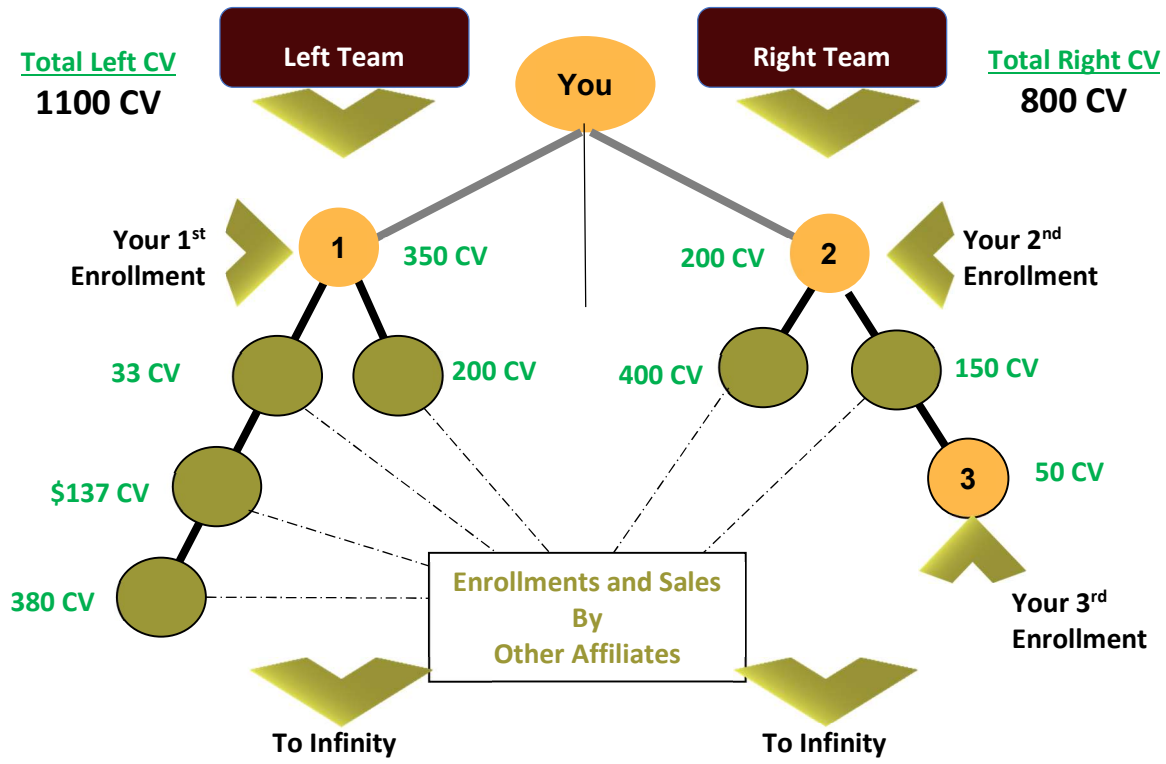 Left Team
Right Team
Total Left CV
1100 CV
You
Total Right CV
800 CV
Your 1st
Enrollment
1
350 CV
200 CV
2
Your 2nd
Enrollment
33 CV
200 CV
400 CV
150 CV
$137 CV
3
50 CV
380 CV
Enrollments and Sales
By
Other Affiliates
Your 3rd
Enrollment
To Infinity
To Infinity